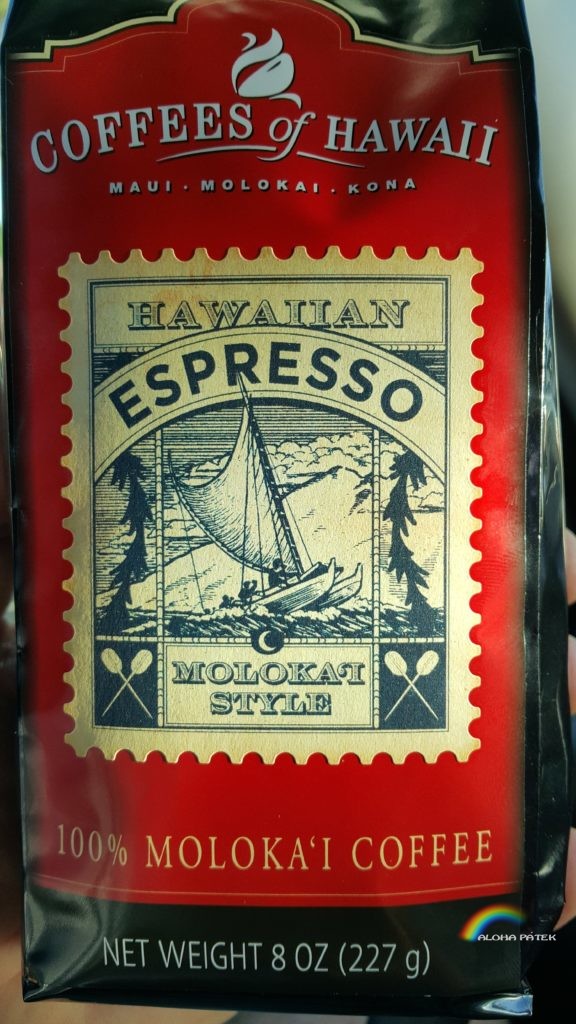 COFFEES of HAWAII
MAUI · MOLOKAI · KONA
HAWAIIAN
ESPRESSO
MOLOKA'I
STYLE
100% MOLOKA‘I COFFEE
NET WEIGHT 8 OZ (227 g)
ALOHA PÁTEK